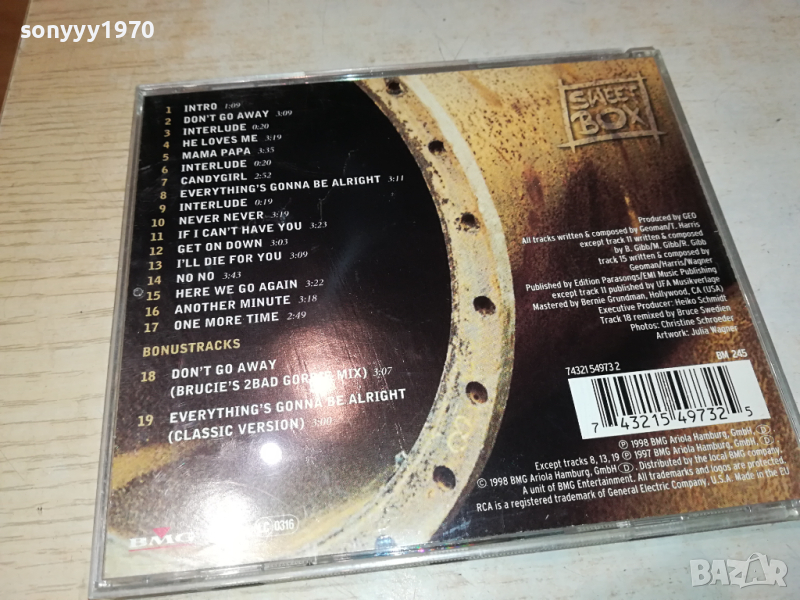 sonyyy1970
1 INTRO 1:09
2 DON'T GO AWAY 3:09
3 INTERLUDE 0:20
4 HE LOVES ME 3:19
5 MAMA PAPA 3:35
6 INTERLUDE 0:20
7 CANDYGIRL 2:52
8 EVERYTHING'S GONNA BE ALRIGHT 3:11
9 INTERLUDE 0:19
10 NEVER NEVER 3:19
11 IF I CAN'T HAVE YOU 3:23
12 GET ON DOWN 3:03
13 I'LL DIE FOR YOU 3:09
14 NO NO 3:43
15 HERE WE GO AGAIN 3:22
16 ANOTHER MINUTE 3:18
17 ONE MORE TIME 2:49
BONUSTRACKS
18 DON'T GO AWAY
(BRUCIE'S 2BAD MIX) 3:07
19 EVERYTHING'S GONNA BE ALRIGHT
(CLASSIC VERSION) 3:00
SWEET
BOX
Produced by GEO
All tracks written & composed by Geoman/T. Harris
except track 11 written & composed
by B. Gibb/M. Gibb/R. Gibb
track 15 written & composed by
Geoman/Harris/Wagner
Published by Edition Parasongs/EMI Music Publishing
except track 11 published by UFA Musikverlage
Mastered by Bernie Grundman, Hollywood, CA (USA)
Executive Producer: Heiko Schmidt
Track 18 remixed by Bruce Swedien
Photos: Christine Schroeder
Artwork: Julia Wagner
74321 54973 2
BM 245
7 43215 49732 5
Except tracks 8, 13, 19 Ⓟ 1998 BMG Ariola Hamburg, GmbH Ⓓ
Ⓟ 1997 BMG Ariola Hamburg, GmbH Ⓓ.
© 1998 BMG Ariola Hamburg, GmbH Ⓓ. Distributed by the local BMG company.
A unit of BMG Entertainment. All trademarks and logos are protected.
RCA is a registered trademark of General Electric Company, U.S.A. Made in the EU
BMG
LC 0316
BAZAR